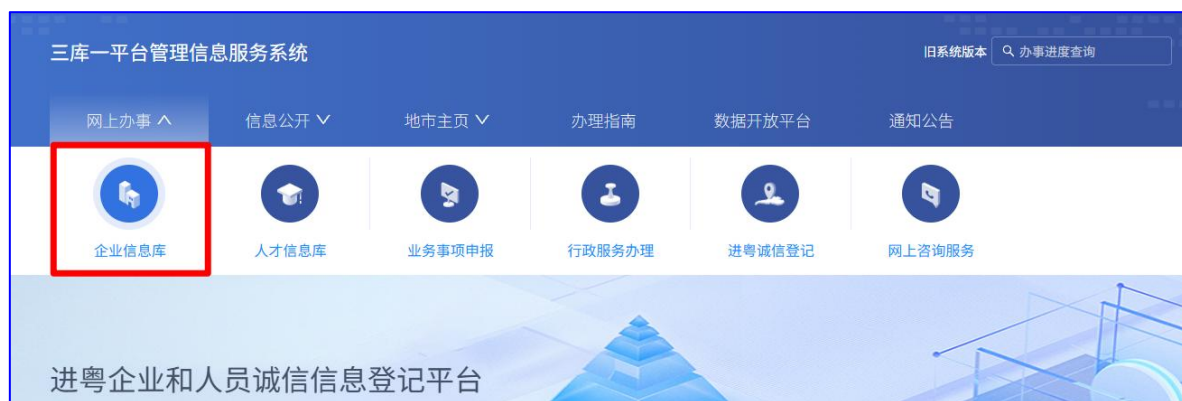 三库一平台管理信息服务系统
旧系统版本 办事进度查询
网上办事 信息公开 地市主页 办理指南 数据开放平台 通知公告
企业信息库 人才信息库 业务事项申报 行政服务办理 进粤诚信登记 网上咨询服务
进粤企业和人员诚信信息登记平台